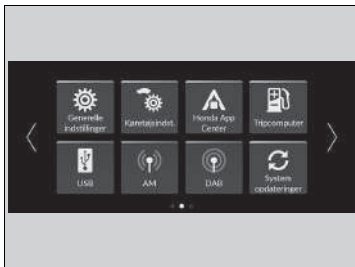 Generelle
indstillinger
Køretøjsindst.
Honda App
Center
Tripcomputer
USB
AM
DAB
System
opdateringer